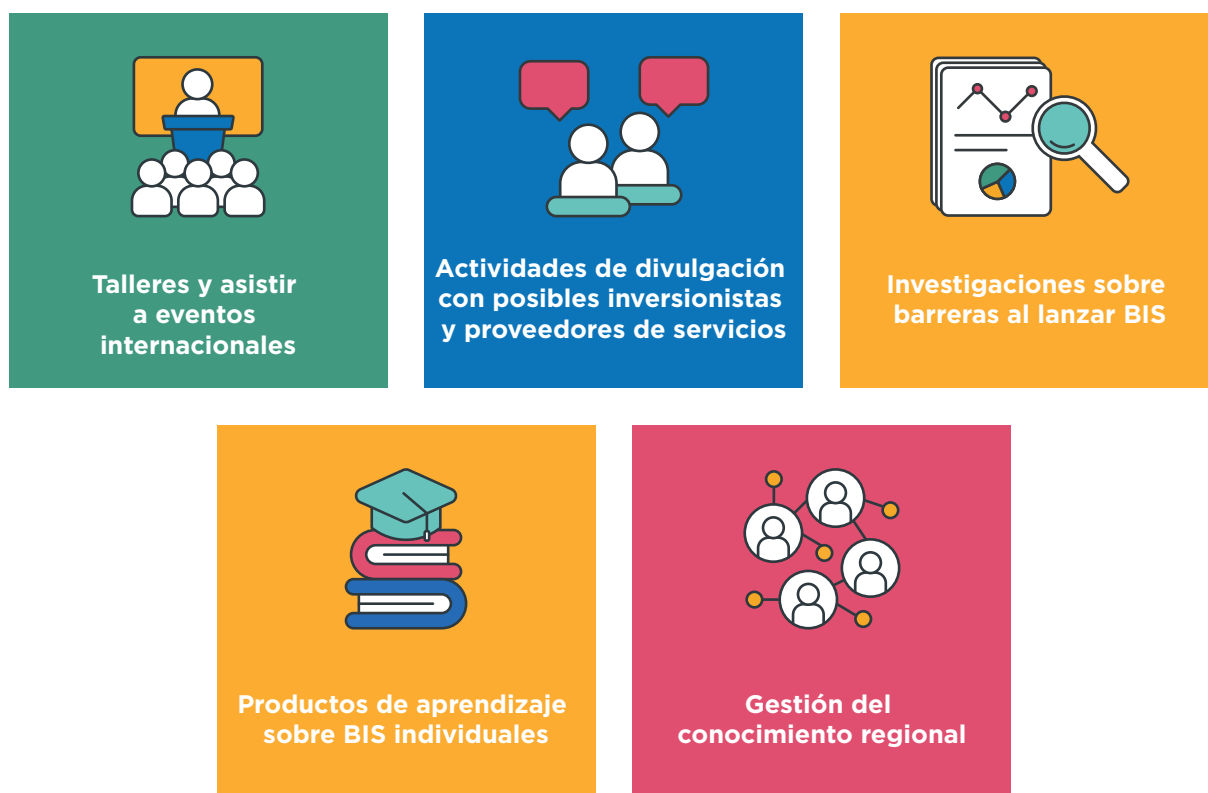 Talleres y asistir
a eventos
internacionales
Actividades de divulgación
con posibles inversionistas
y proveedores de servicios
Investigaciones sobre
barreras al lanzar BIS
Productos de aprendizaje
sobre BIS individuales
Gestión del
conocimiento regional